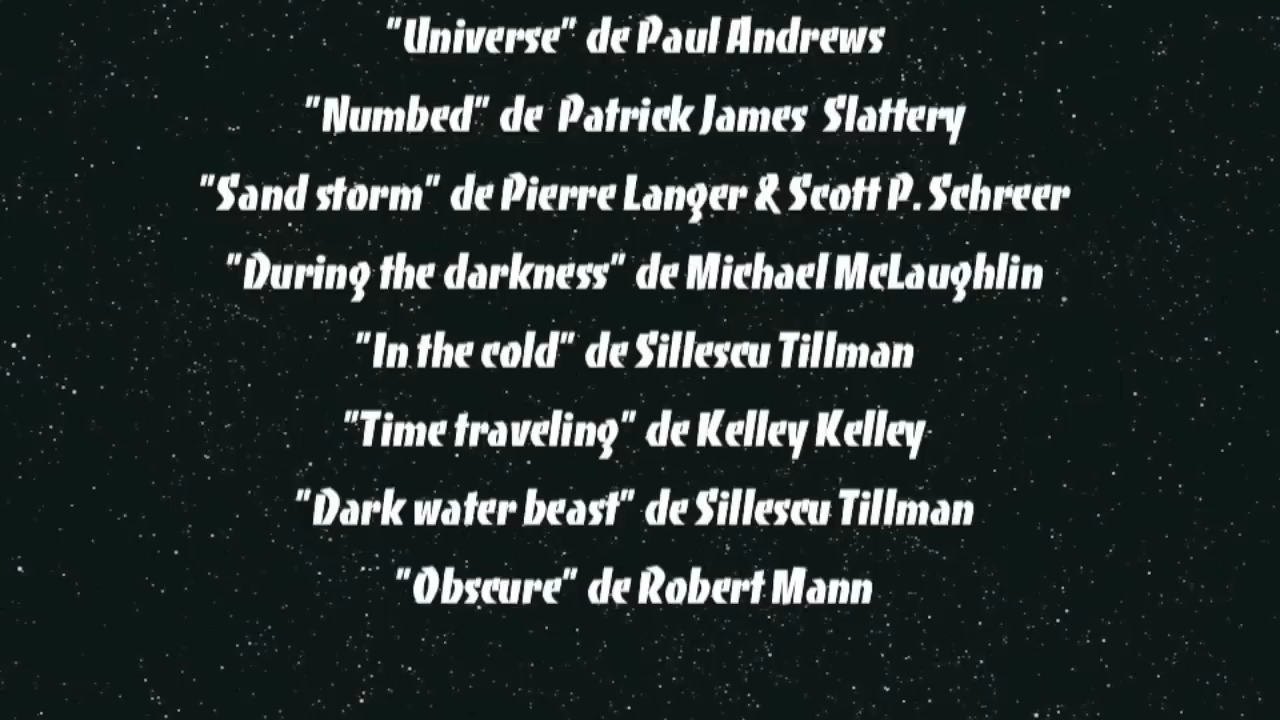 "Universe" de Paul Andrews
"Numbed" de Patrick James Slattery
"Sand storm" de Pierre Langer & Scott P. Schreer
"During the darkness" de Michael McLaughlin
"In the cold" de Sillescu Tillman
"Time traveling" de Kelley Kelley
"Dark water beast" de Sillescu Tillman
"Obscure" de Robert Mann